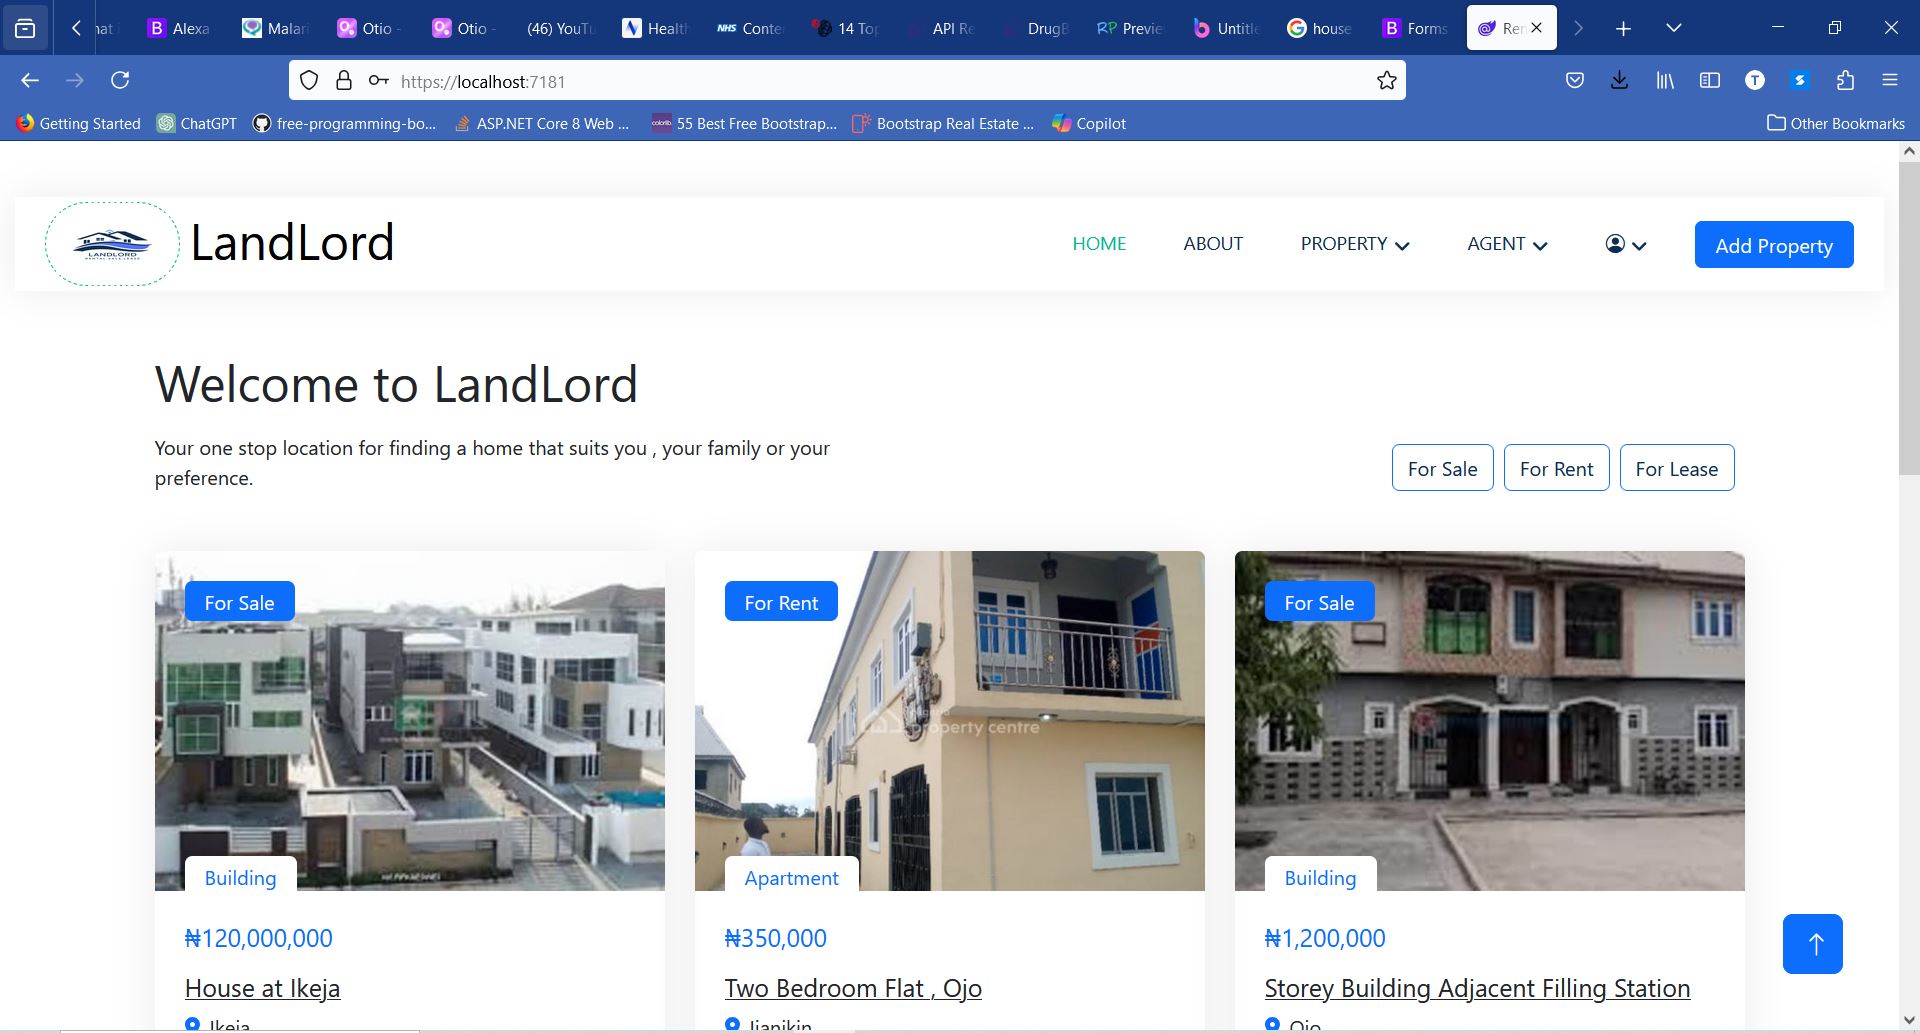 Alexa
Malari
Otio -
Otio -
(46) YouTu
Health
NHS Conte
14 Top
API Re
DrugB
RP Previe
Untitle
house
Forms
Ren
https://localhost:7181
T
Getting Started
ChatGPT
free-programming-bo...
ASP.NET Core 8 Web ...
colorlib 55 Best Free Bootstrap...
Bootstrap Real Estate ...
Copilot
Other Bookmarks
LANDLORD
LandLord
HOME
ABOUT
PROPERTY
AGENT
Add Property
Welcome to LandLord
Your one stop location for finding a home that suits you , your family or your
preference.
For Sale
For Rent
For Lease
For Sale
Building
₦120,000,000
House at Ikeja
Ikeja
For Rent
property centre
Apartment
₦350,000
Two Bedroom Flat , Ojo
Ijanikin
For Sale
Building
₦1,200,000
Storey Building Adjacent Filling Station
Ojo